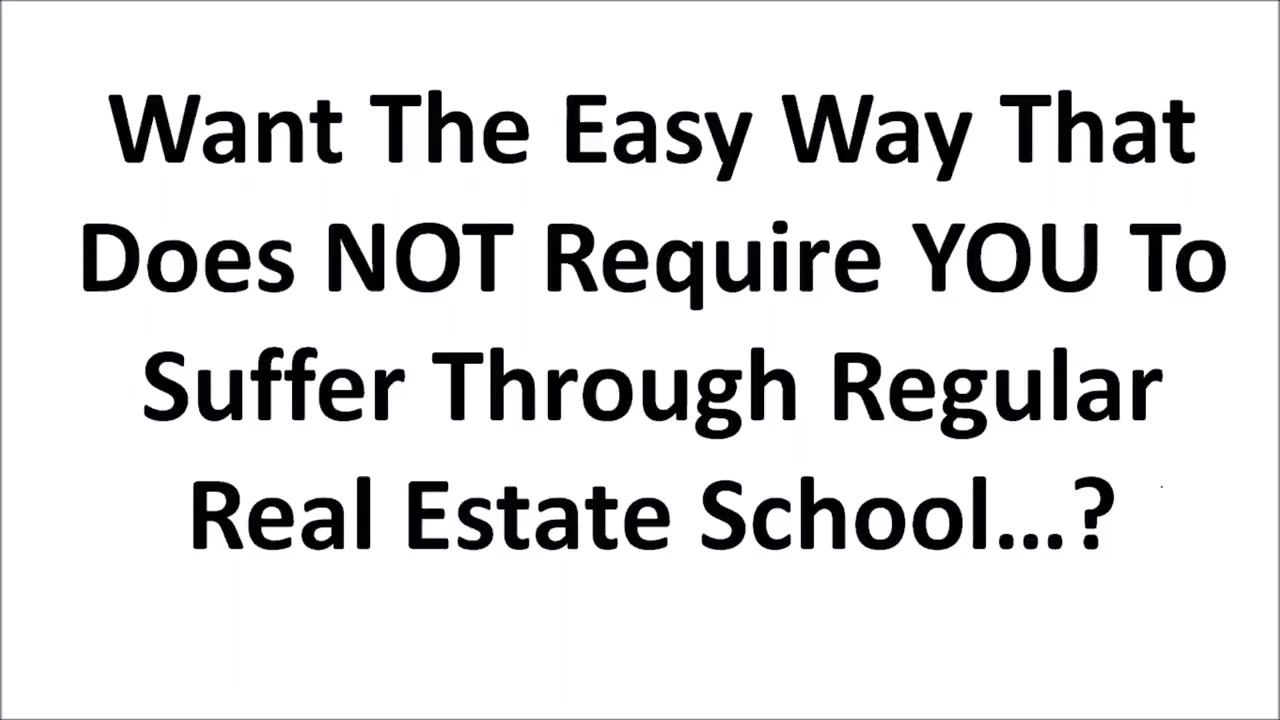 Want The Easy Way That
Does NOT Require YOU To
Suffer Through Regular
Real Estate School...?